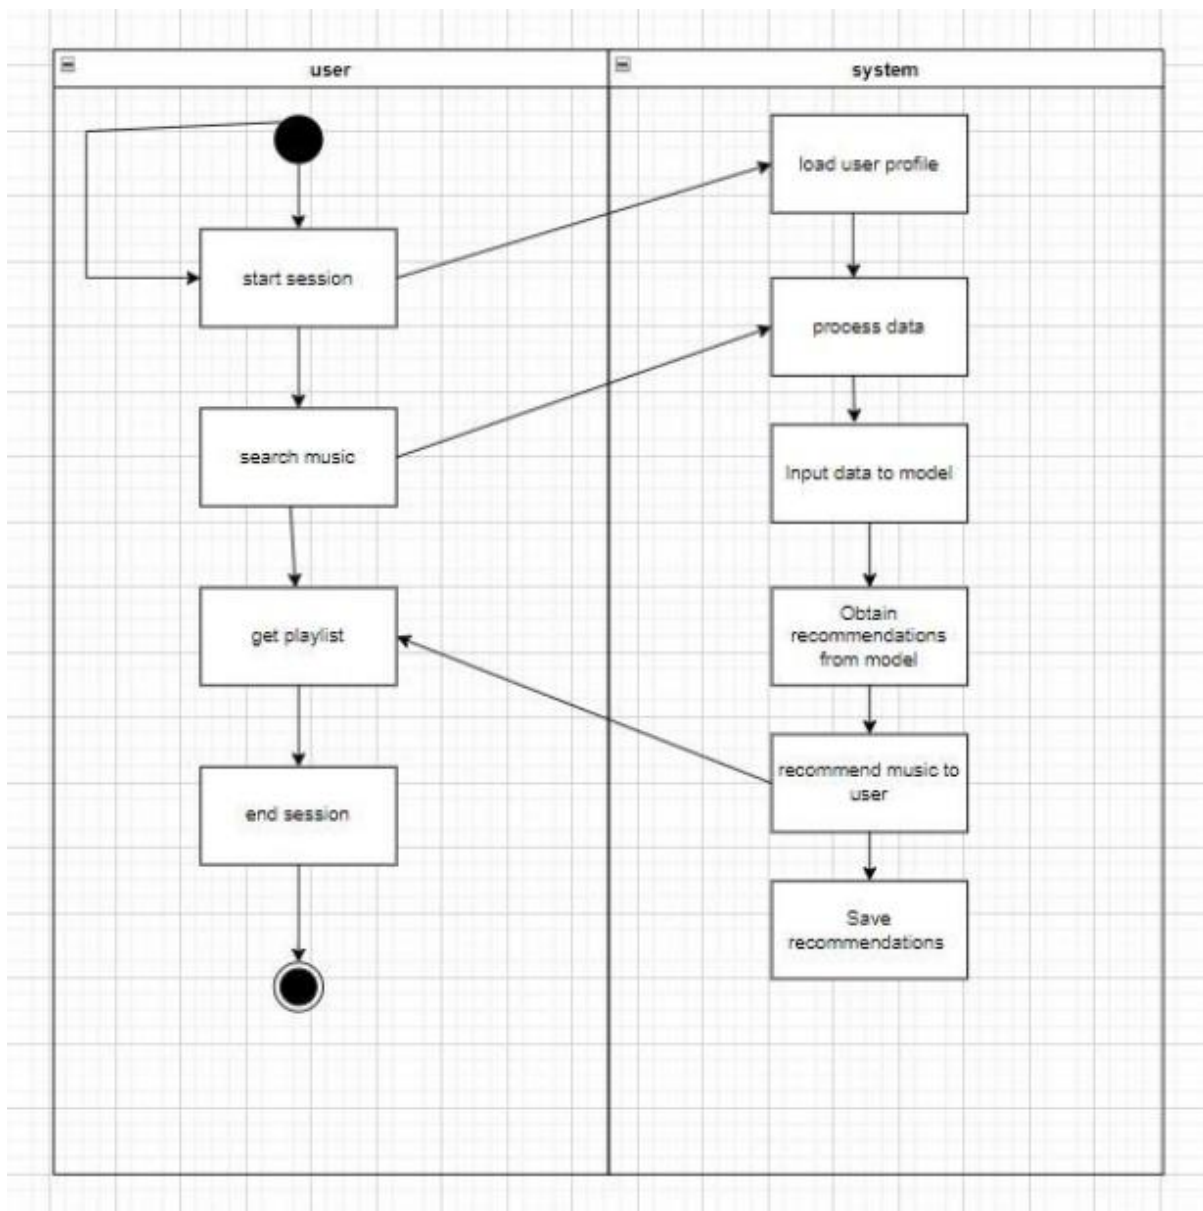 user
start session
search music
get playlist
end session
system
load user profile
process data
Input data to model
Obtain
recommendations
from model
recommend music to
user
Save
recommendations